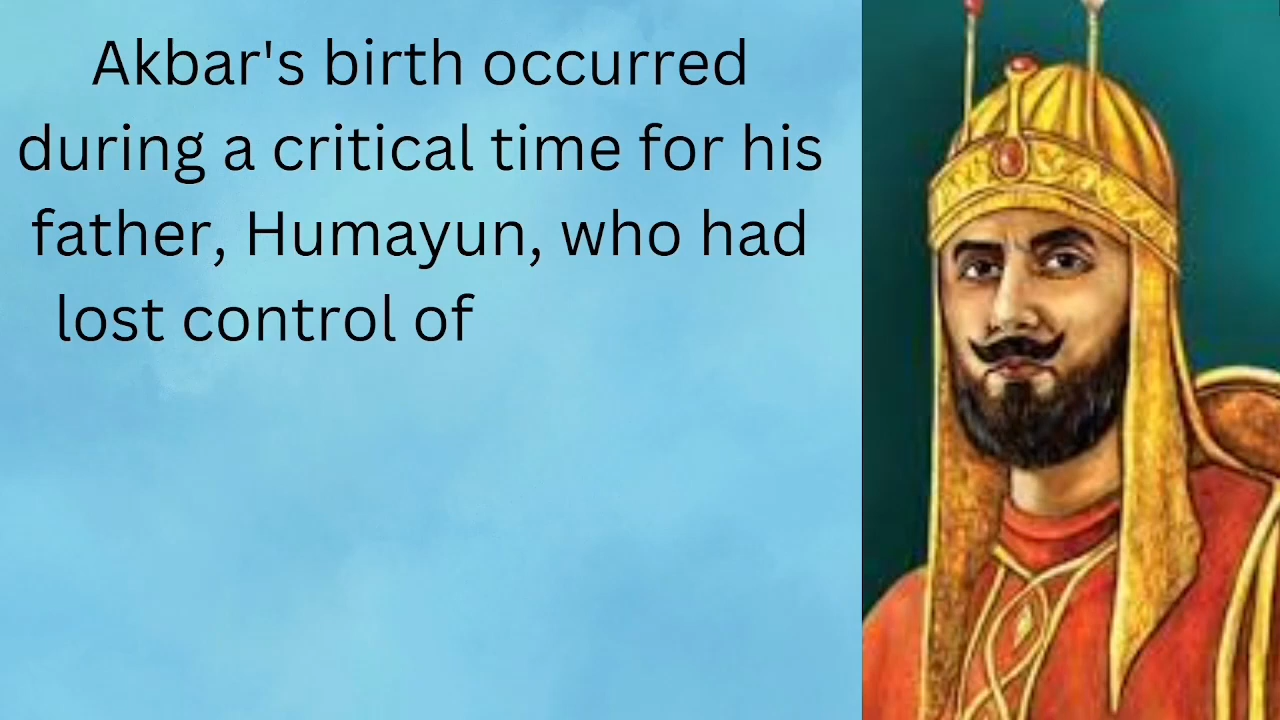 Akbar's birth occurred
during a critical time for his
father, Humayun, who had
lost control of